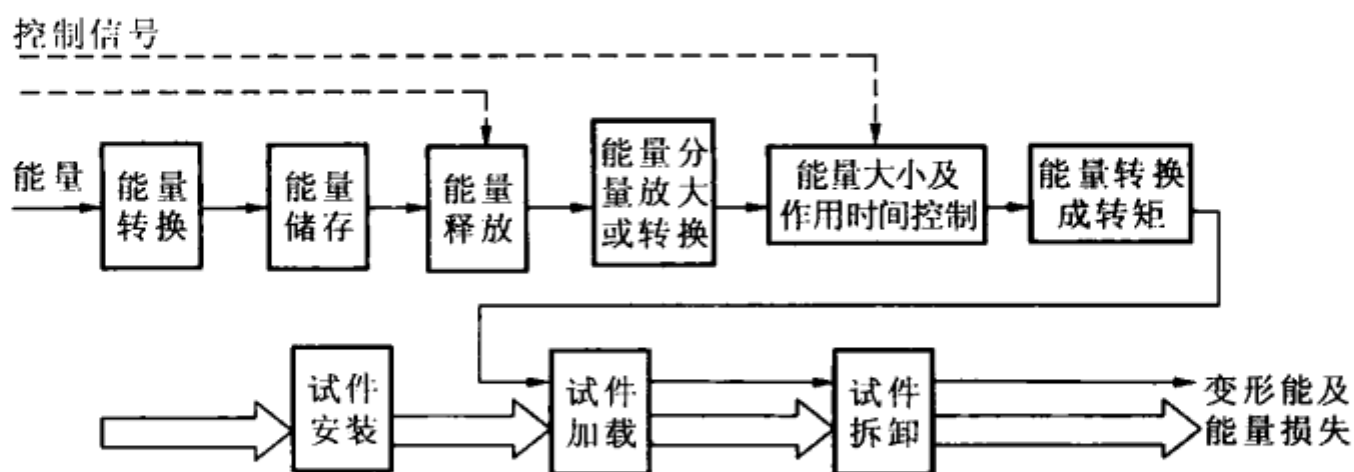 控制信号
能量
能量
转换
能量
储存
能量
释放
能量分
量放大
或转换
能量大小及
作用时间控制
能量转换
成转矩
试件
安装
试件
加载
试件
拆卸
变形能及
能量损失